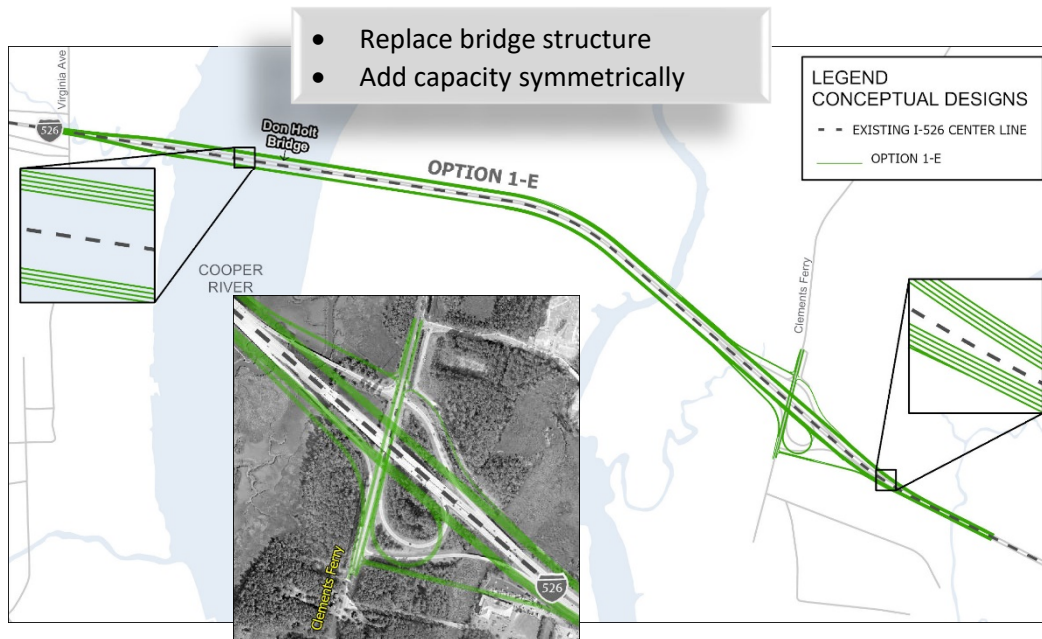 • Replace bridge structure
• Add capacity symmetrically
LEGEND
CONCEPTUAL DESIGNS
EXISTING I-526 CENTER LINE
OPTION 1-E
Virginia Ave
526
Don Holt
Bridge
OPTION 1-E
COOPER
RIVER
Clements Ferry
Clements Ferry
526